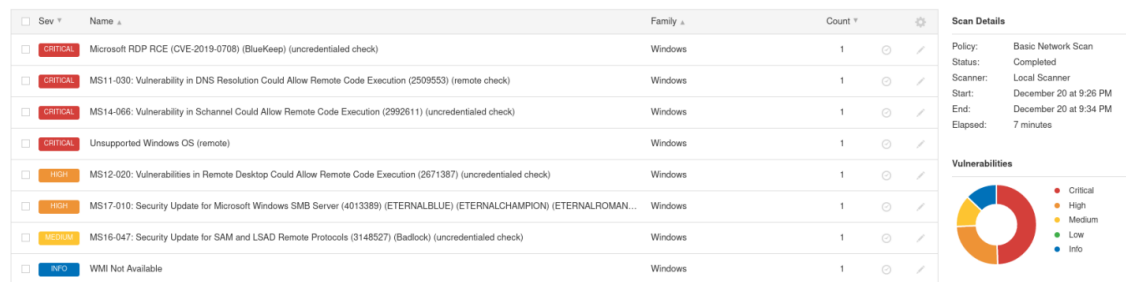 Sev Name Family Count
CRITICAL Microsoft RDP RCE (CVE-2019-0708) (BlueKeep) (uncredentialed check) Windows 1
CRITICAL MS11-030: Vulnerability in DNS Resolution Could Allow Remote Code Execution (2509553) (remote check) Windows 1
CRITICAL MS14-066: Vulnerability in Schannel Could Allow Remote Code Execution (2992611) (uncredentialed check) Windows 1
CRITICAL Unsupported Windows OS (remote) Windows 1
HIGH MS12-020: Vulnerabilities in Remote Desktop Could Allow Remote Code Execution (2671387) (uncredentialed check) Windows 1
HIGH MS17-010: Security Update for Microsoft Windows SMB Server (4013389) (ETERNALBLUE) (ETERNALCHAMPION) (ETERNALROMAN... Windows 1
MEDIUM MS16-047: Security Update for SAM and LSAD Remote Protocols (3148527) (Badlock) (uncredentialed check) Windows 1
INFO WMI Not Available Windows 1
Scan Details
Policy: Basic Network Scan
Status: Completed
Scanner: Local Scanner
Start: December 20 at 9:26 PM
End: December 20 at 9:34 PM
Elapsed: 7 minutes
Vulnerabilities
Critical
High
Medium
Low
Info